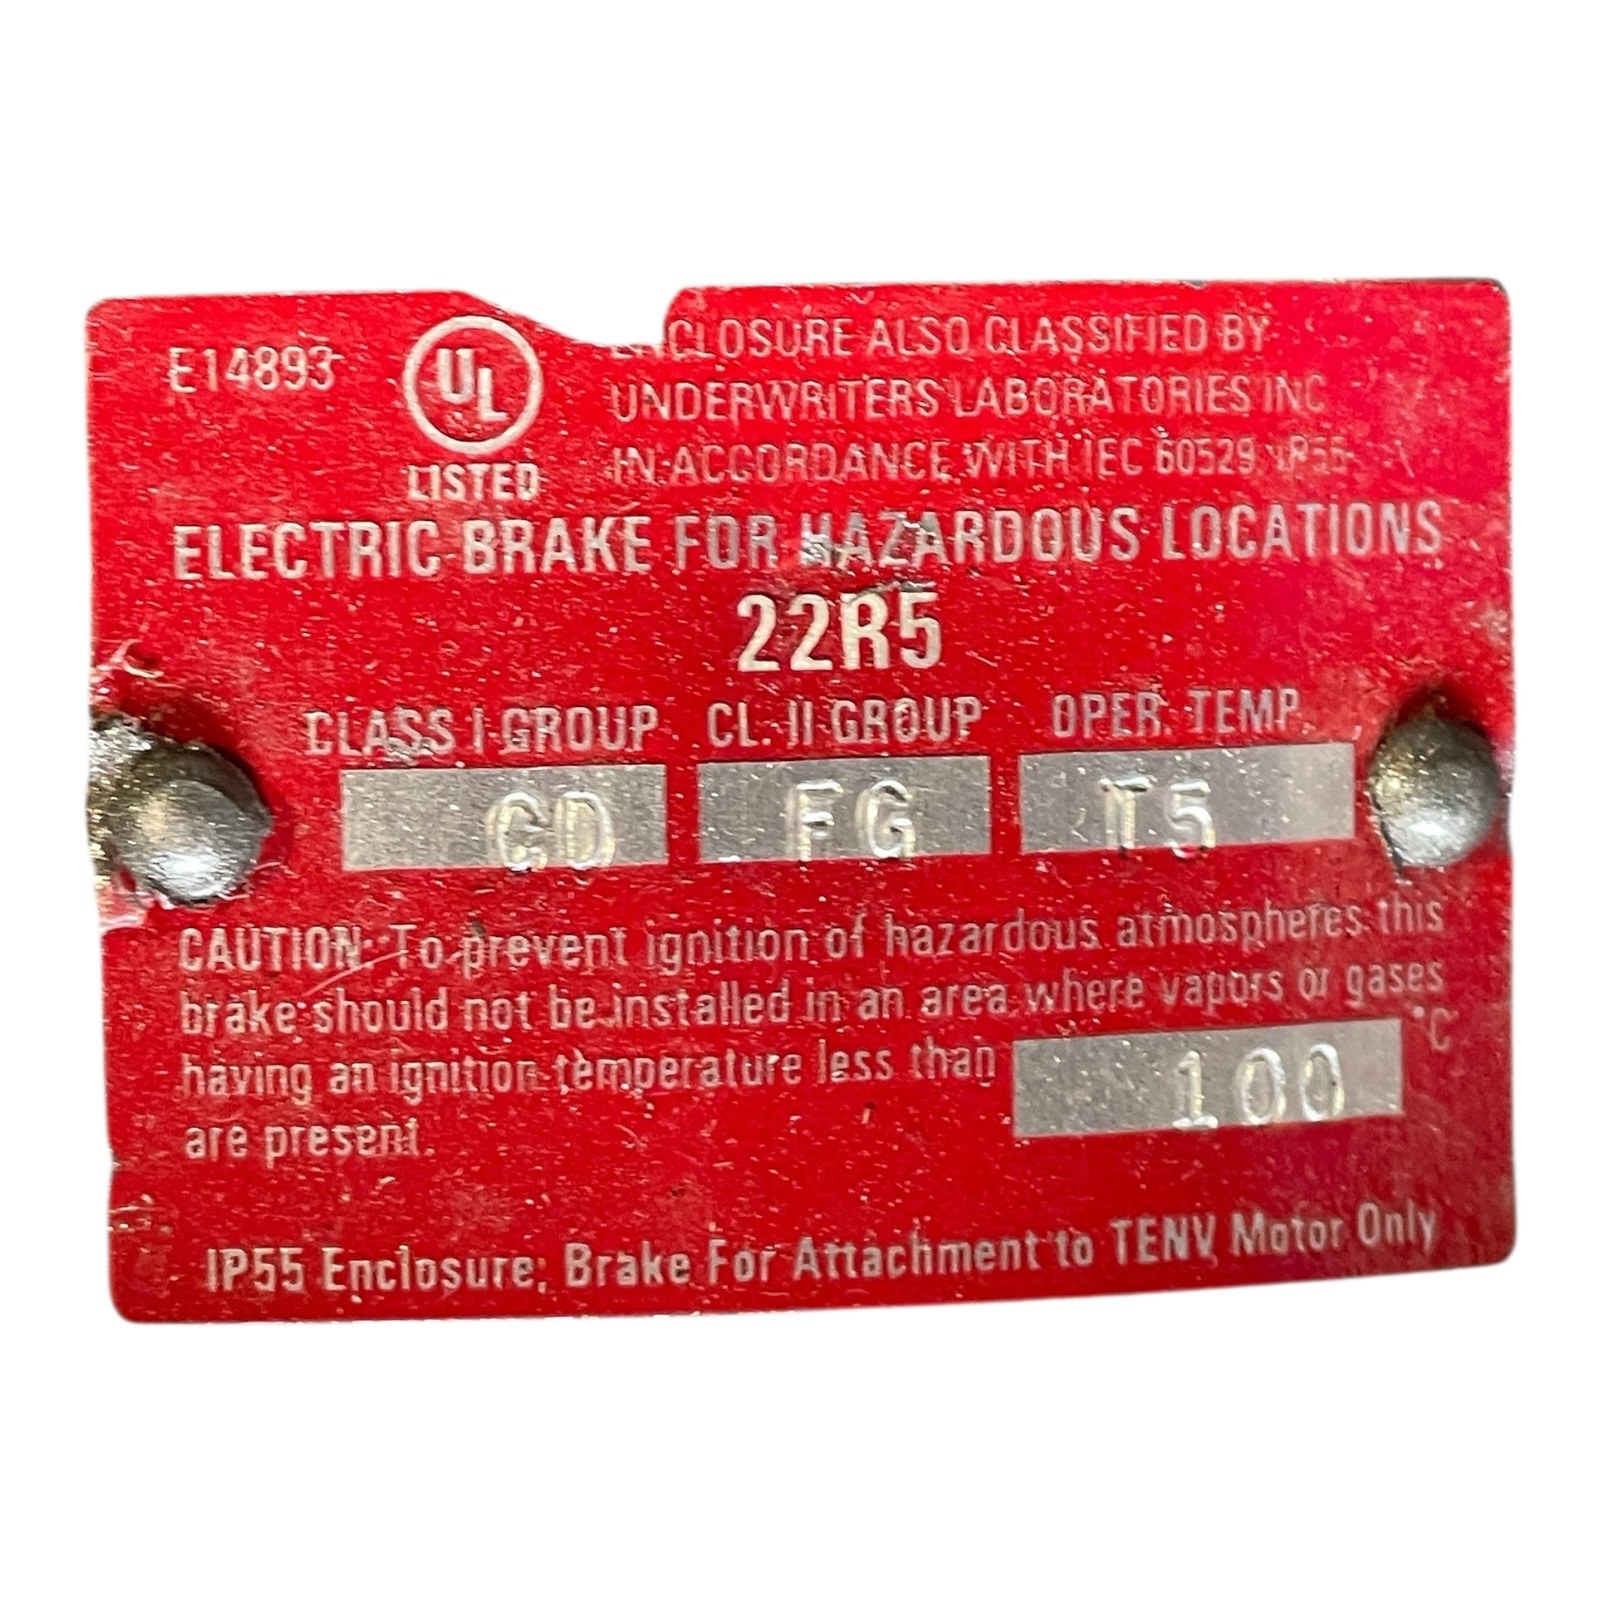 E14893
UL
LISTED
ENCLOSURE ALSO CLASSIFIED BY
UNDERWRITERS LABORATORIES INC
IN ACCORDANCE WITH IEC 60529 IP55
ELECTRIC BRAKE FOR HAZARDOUS LOCATIONS
22R5
CLASS I GROUP CL. II GROUP OPER. TEMP
CD FG T5
CAUTION: To prevent ignition of hazardous atmospheres this
brake should not be installed in an area where vapors or gases
having an ignition temperature less than 100 °C
are present.
IP55 Enclosure; Brake For Attachment to TENV Motor Only